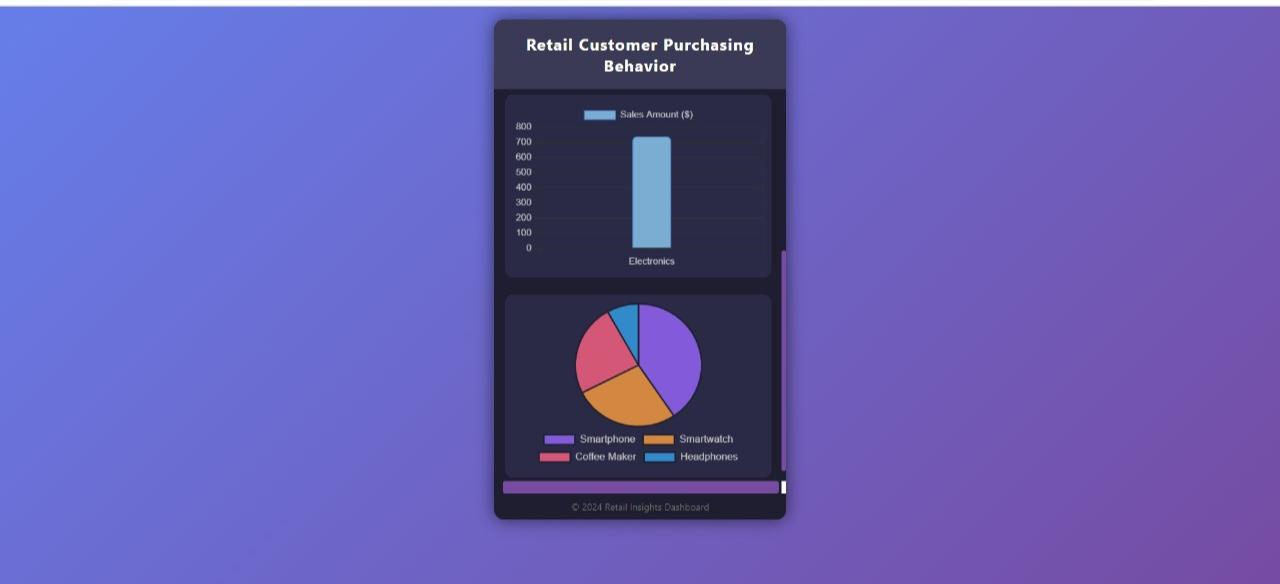 Retail Customer Purchasing
Behavior
Sales Amount ($)
800
700
600
500
400
300
200
100
0
Electronics
Smartphone Smartwatch
Coffee Maker Headphones
© 2024 Retail Insights Dashboard